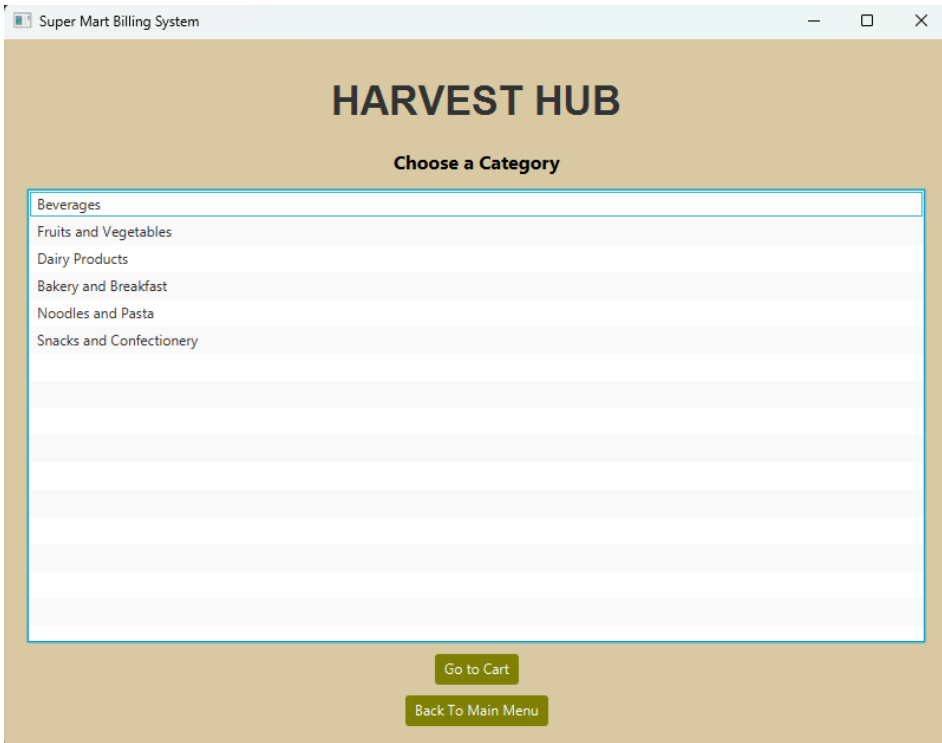 Super Mart Billing System
HARVEST HUB
Choose a Category
Beverages
Fruits and Vegetables
Dairy Products
Bakery and Breakfast
Noodles and Pasta
Snacks and Confectionery
Go to Cart
Back To Main Menu